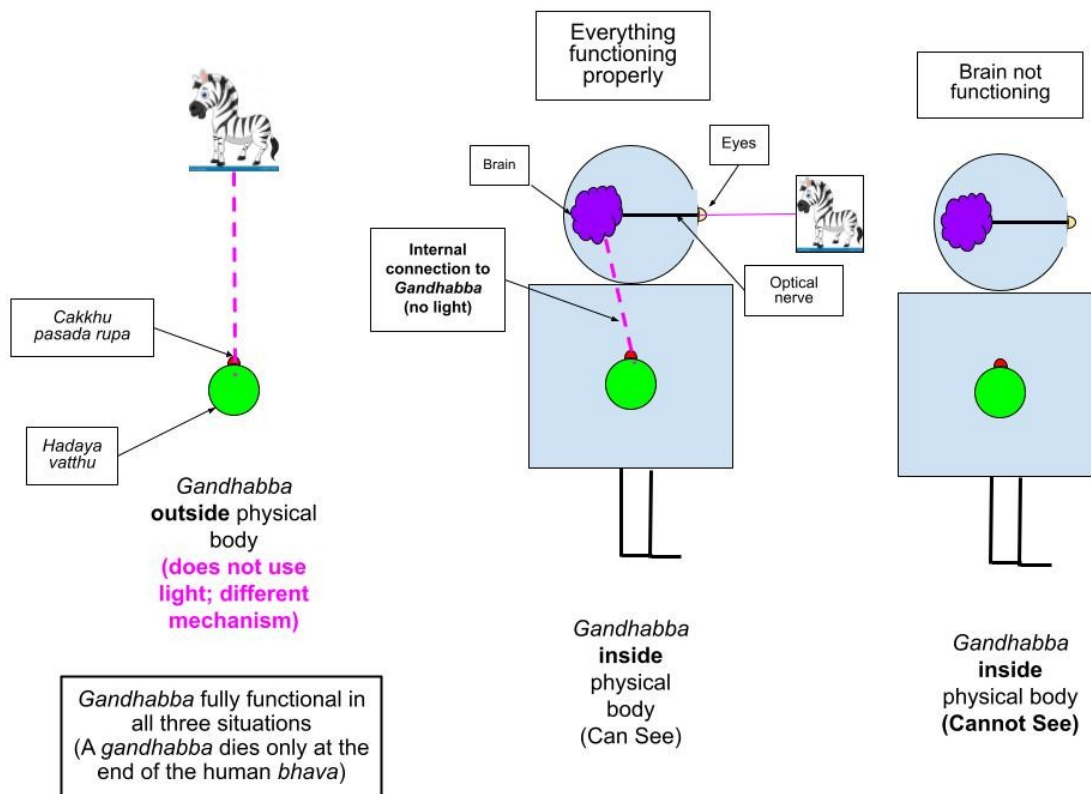 Everything
functioning
properly
Brain not
functioning
Eyes
Brain
Internal
connection to
Gandhabba
(no light)
Optical
nerve
Cakkhu
pasada rupa
Hadaya
vatthu
Gandhabba
outside physical
body
(does not use
light; different
mechanism)
Gandhabba
inside
physical
body
(Can See)
Gandhabba
inside
physical body
(Cannot See)
Gandhabba fully functional in
all three situations
(A gandhabba dies only at the
end of the human bhava)